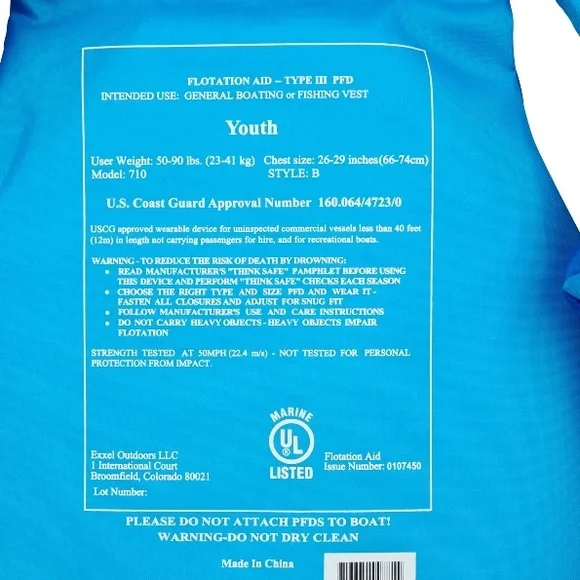 FLOTATION AID – TYPE III PFD
INTENDED USE: GENERAL BOATING or FISHING VEST
Youth
User Weight: 50-90 lbs. (23-41 kg) Chest size: 26-29 inches(66-74cm)
Model: 710 STYLE: B
U.S. Coast Guard Approval Number 160.064/4723/0
USCG approved wearable device for uninspected commercial vessels less than 40 feet
(12m) in length not carrying passengers for hire, and for recreational boats.
WARNING - TO REDUCE THE RISK OF DEATH BY DROWNING:
• READ MANUFACTURER'S "THINK SAFE" PAMPHLET BEFORE USING
THIS DEVICE AND PERFORM "THINK SAFE" CHECKS EACH SEASON
• CHOOSE THE RIGHT TYPE AND SIZE PFD AND WEAR IT -
FASTEN ALL CLOSURES AND ADJUST FOR SNUG FIT
• FOLLOW MANUFACTURER'S USE AND CARE INSTRUCTIONS
• DO NOT CARRY HEAVY OBJECTS - HEAVY OBJECTS IMPAIR
FLOTATION
STRENGTH TESTED AT 50MPH (22.4 m/s) - NOT TESTED FOR PERSONAL
PROTECTION FROM IMPACT.
MARINE
UL
LISTED
Exxel Outdoors LLC
1 International Court
Broomfield, Colorado 80021
Lot Number:
Flotation Aid
Issue Number: 0107450
PLEASE DO NOT ATTACH PFDS TO BOAT!
WARNING-DO NOT DRY CLEAN
Made In China